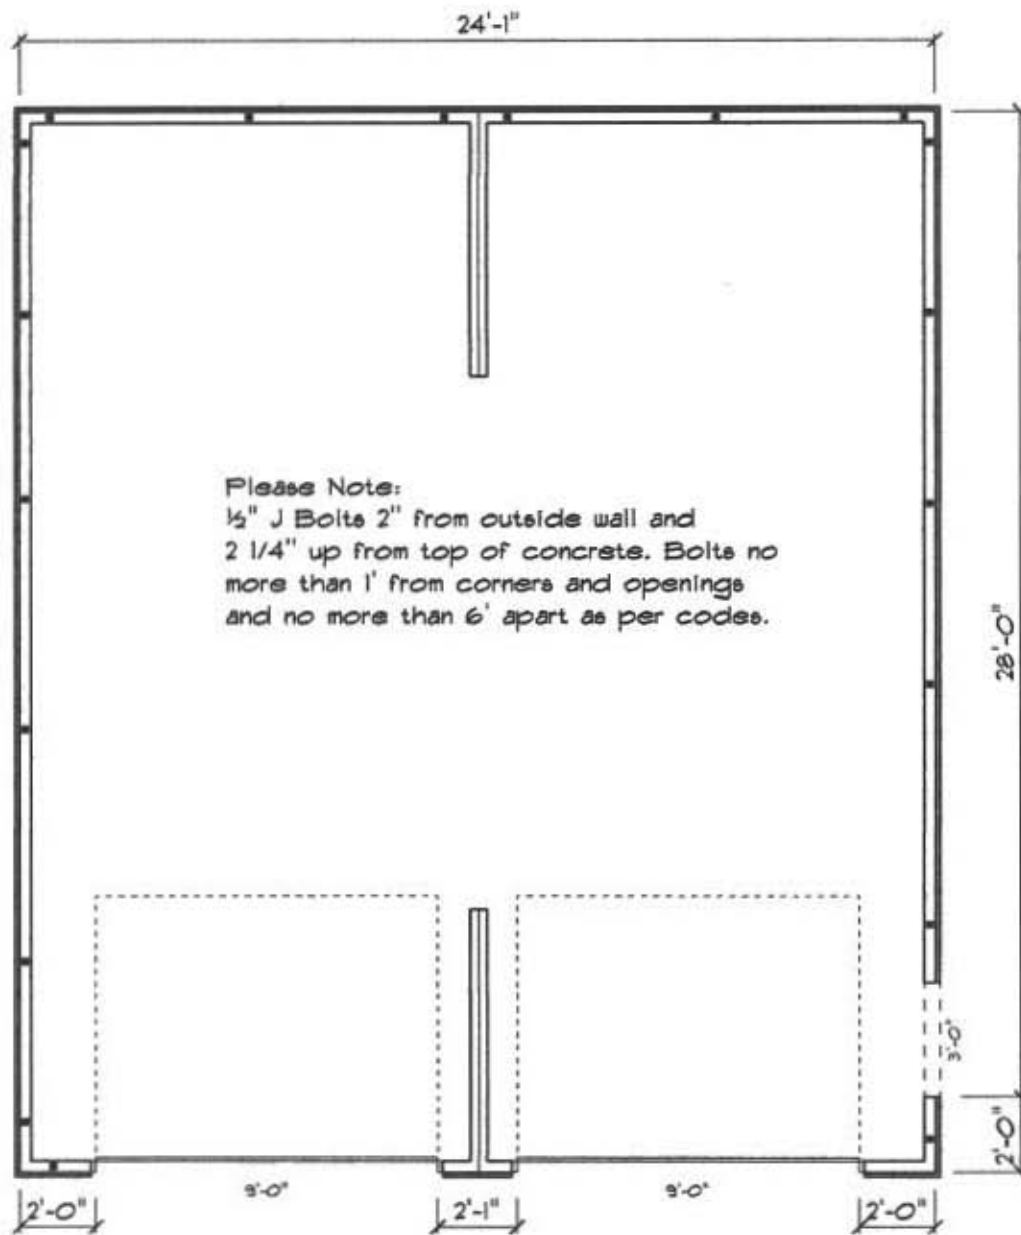 24'-1"
Please Note:
½" J Bolts 2" from outside wall and
2 1/4" up from top of concrete. Bolts no
more than 1' from corners and openings
and no more than 6' apart as per codes.
28'-0"
3'-0"
2'-0"
2'-0"
9'-0"
2'-1"
9'-0"
2'-0"